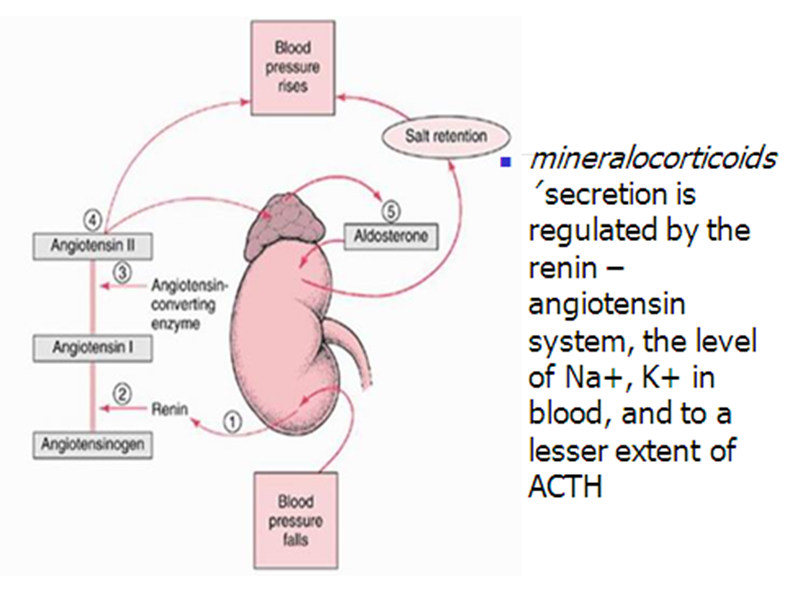 Blood
pressure
rises
Salt retention
④
⑤
Aldosterone
Angiotensin II
③
Angiotensin-
converting
enzyme
Angiotensin I
②
Renin
①
Angiotensinogen
Blood
pressure
falls
▪ mineralocorticoids
´secretion is
regulated by the
renin –
angiotensin
system, the level
of Na+, K+ in
blood, and to a
lesser extent of
ACTH